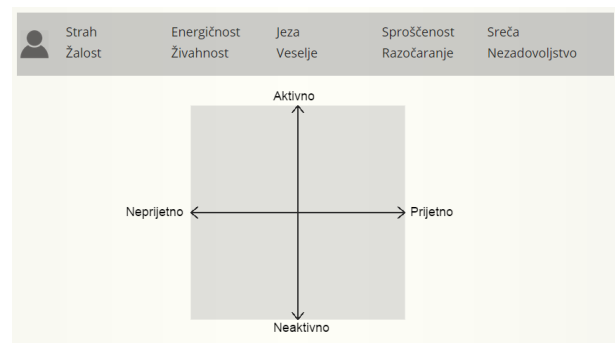 Strah Energičnost Jeza Sproščenost Sreča
Žalost Živahnost Veselje Razočaranje Nezadovoljstvo
Aktivno
Neprijetno Prijetno
Neaktivno